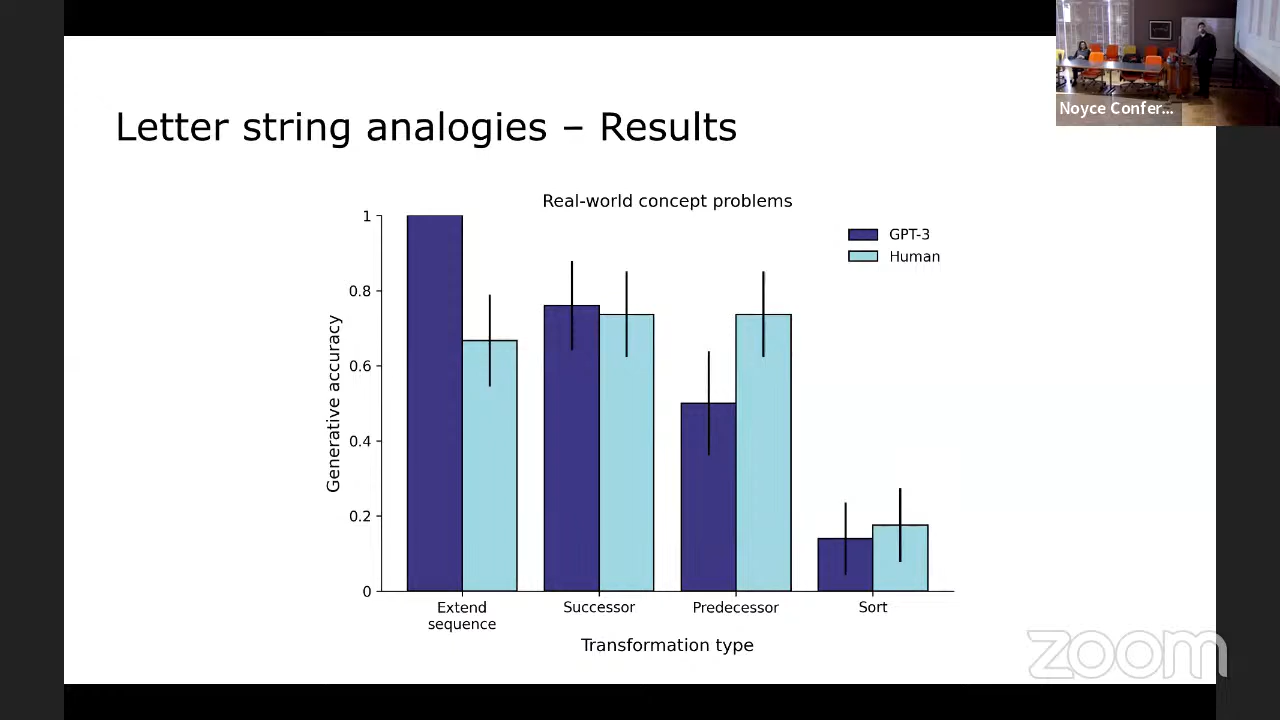 Noyce Confer...
Letter string analogies – Results
Real-world concept problems
GPT-3
Human
Generative accuracy
1
0.8
0.6
0.4
0.2
0
Extend
sequence
Successor
Predecessor
Sort
Transformation type
zoom